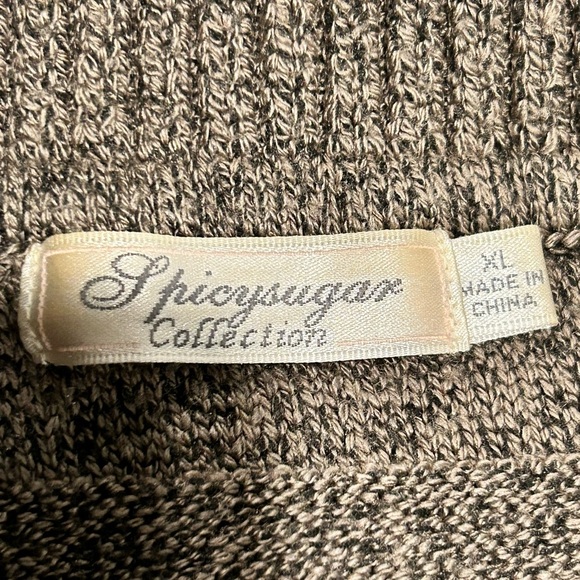 Spicysugar
Collection
XL
MADE IN
CHINA